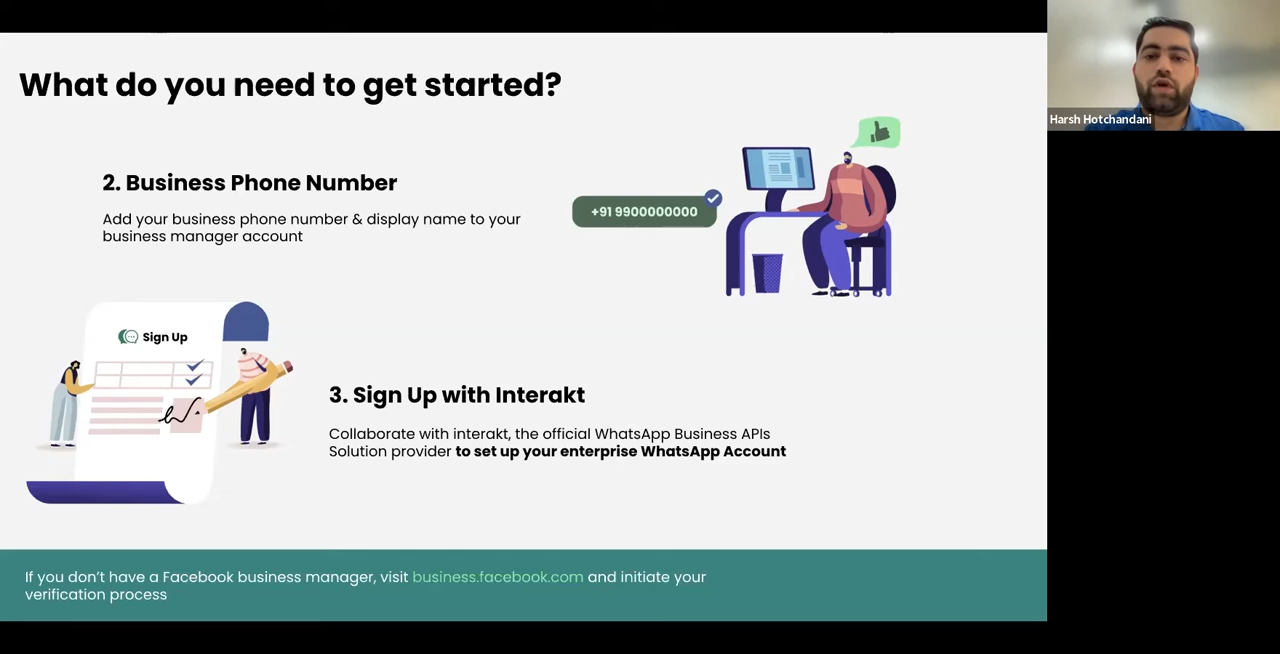 What do you need to get started?
2. Business Phone Number
Add your business phone number & display name to your
business manager account
+91 9900000000
Sign Up
3. Sign Up with Interakt
Collaborate with interakt, the official WhatsApp Business APIs
Solution provider to set up your enterprise WhatsApp Account
If you don’t have a Facebook business manager, visit business.facebook.com and initiate your
verification process
Harsh Hotchandani